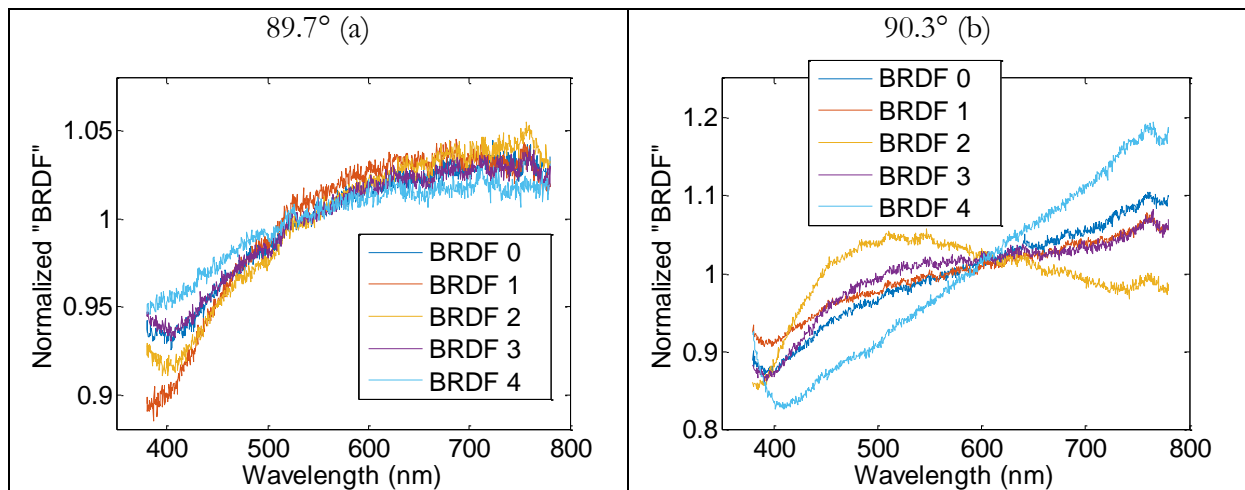 89.7° (a)
1.05
1
0.95
0.9
Normalized "BRDF"
BRDF 0
BRDF 1
BRDF 2
BRDF 3
BRDF 4
400 500 600 700 800
Wavelength (nm)
90.3° (b)
BRDF 0
BRDF 1
BRDF 2
BRDF 3
BRDF 4
1.2
1.1
1
0.9
0.8
Normalized "BRDF"
400 500 600 700 800
Wavelength (nm)